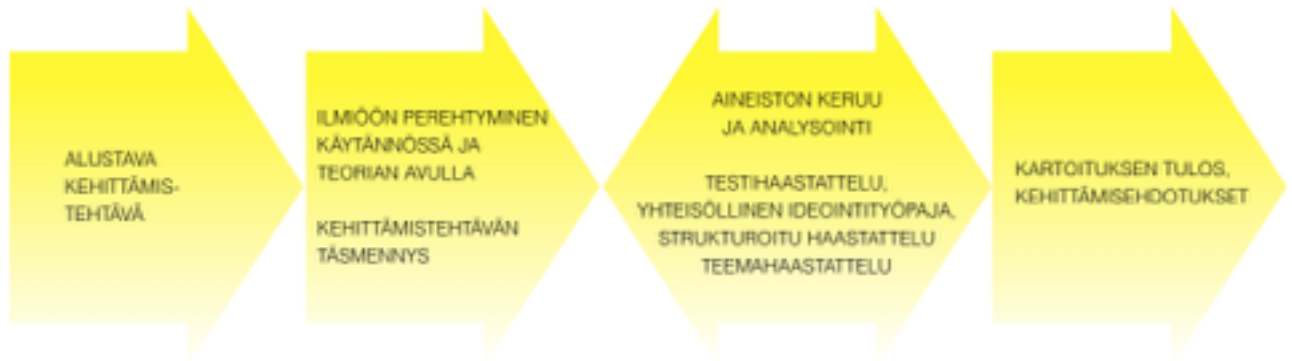 ALUSTAVA
KEHITTÄMIS-
TEHTÄVÄ
ILMIÖÖN PEREHTYMINEN
KÄYTÄNNÖSSÄ JA
TEORIAN AVULLA
KEHITTÄMISTEHTÄVÄN
TÄSMENNYS
AINEISTON KERUU
JA ANALYSOINTI
TESTIHAASTATTELU,
YHTEISÖLLINEN IDEOINTITYÖPAJA,
STRUKTUROITU HAASTATTELU
TEEMAHAASTATTELU
KARTOITUKSEN TULOS,
KEHITTÄMISEHDOTUKSET